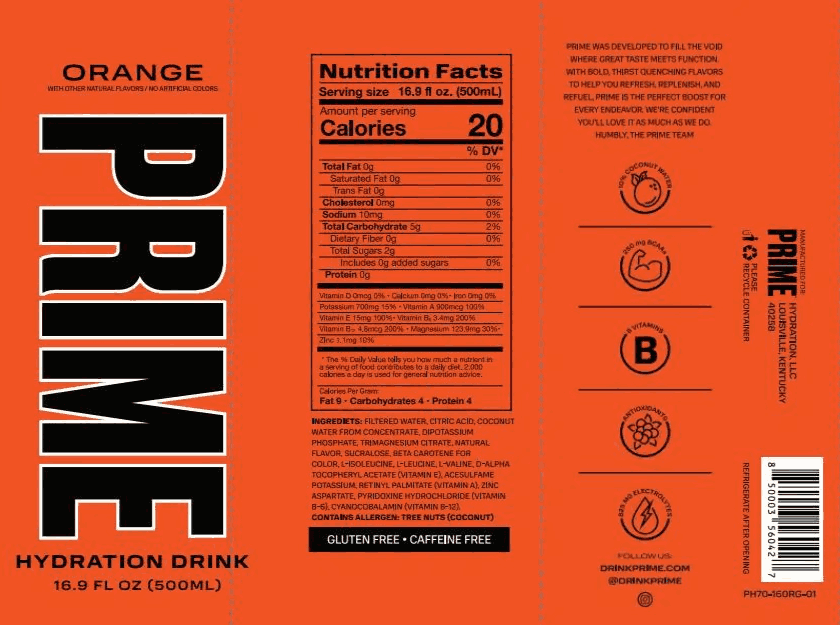 ORANGE
WITH OTHER NATURAL FLAVORS / NO ARTIFICIAL COLORS
PRIME
HYDRATION DRINK
16.9 FL OZ (500ML)
Nutrition Facts
Serving size 16.9 fl oz. (500mL)
Amount per serving
Calories 20
% DV*
Total Fat 0g 0%
Saturated Fat 0g 0%
Trans Fat 0g
Cholesterol 0mg 0%
Sodium 10mg 0%
Total Carbohydrate 5g 2%
Dietary Fiber 0g 0%
Total Sugars 2g
Includes 0g added sugars 0%
Protein 0g
Vitamin D 0mcg 0% • Calcium 0mg 0% • Iron 0mg 0%
Potassium 700mg 15% • Vitamin A 900mcg 100%
Vitamin E 15mg 100% • Vitamin B₆ 3.4mg 200%
Vitamin B₁₂ 4.8mcg 200% • Magnesium 123.9mg 30% •
Zinc 1.1mg 10%
* The % Daily Value tells you how much a nutrient in
a serving of food contributes to a daily diet. 2,000
calories a day is used for general nutrition advice.
Calories Per Gram:
Fat 9 • Carbohydrates 4 • Protein 4
INGREDIETS: FILTERED WATER, CITRIC ACID, COCONUT
WATER FROM CONCENTRATE, DIPOTASSIUM
PHOSPHATE, TRIMAGNESIUM CITRATE, NATURAL
FLAVOR, SUCRALOSE, BETA CAROTENE FOR
COLOR, L-ISOLEUCINE, L-LEUCINE, L-VALINE, D-ALPHA
TOCOPHERYL ACETATE (VITAMIN E), ACESULFAME
POTASSIUM, RETINYL PALMITATE (VITAMIN A), ZINC
ASPARTATE, PYRIDOXINE HYDROCHLORIDE (VITAMIN
B-6), CYANOCOBALAMIN (VITAMIN B-12).
CONTAINS ALLERGEN: TREE NUTS (COCONUT)
GLUTEN FREE • CAFFEINE FREE
PRIME WAS DEVELOPED TO FILL THE VOID
WHERE GREAT TASTE MEETS FUNCTION.
WITH BOLD, THIRST QUENCHING FLAVORS
TO HELP YOU REFRESH, REPLENISH, AND
REFUEL, PRIME IS THE PERFECT BOOST FOR
EVERY ENDEAVOR. WE'RE CONFIDENT
YOU'LL LOVE IT AS MUCH AS WE DO.
HUMBLY, THE PRIME TEAM
10% COCONUT WATER
250 mg BCAAs
B VITAMINS
B
ANTIOXIDANTS
825 MG ELECTROLYTES
FOLLOW US:
DRINKPRIME.COM
@DRINKPRIME
MANUFACTURED FOR:
PRIME
HYDRATION, LLC
LOUISVILLE, KENTUCKY
40258
PLEASE
RECYCLE CONTAINER
REFRIGERATE AFTER OPENING
8 50003 56042 7
PH70-160RG-01